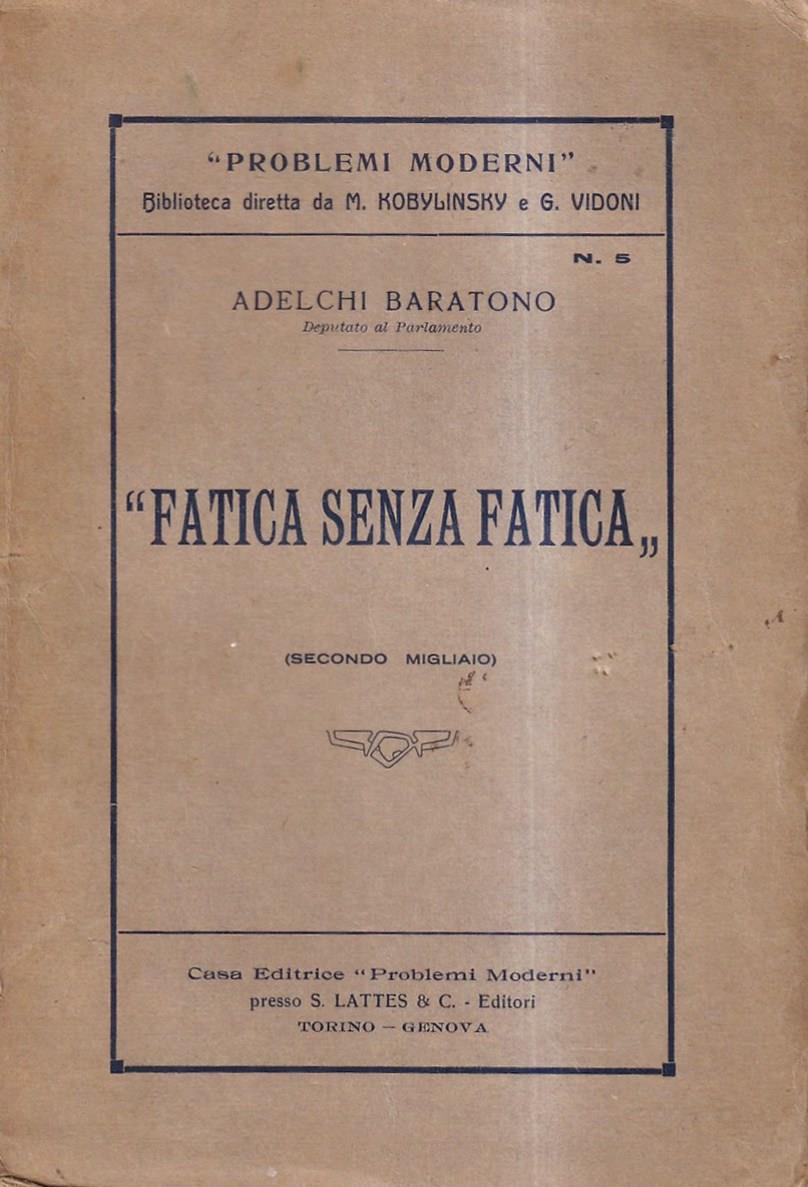 “PROBLEMI MODERNI”
Biblioteca diretta da M. KOBYLINSKY e G. VIDONI
N. 5
ADELCHI BARATONO
Deputato al Parlamento
“FATICA SENZA FATICA„
(SECONDO MIGLIAIO)
Casa Editrice “Problemi Moderni”
presso S. LATTES & C. - Editori
TORINO — GENOVA